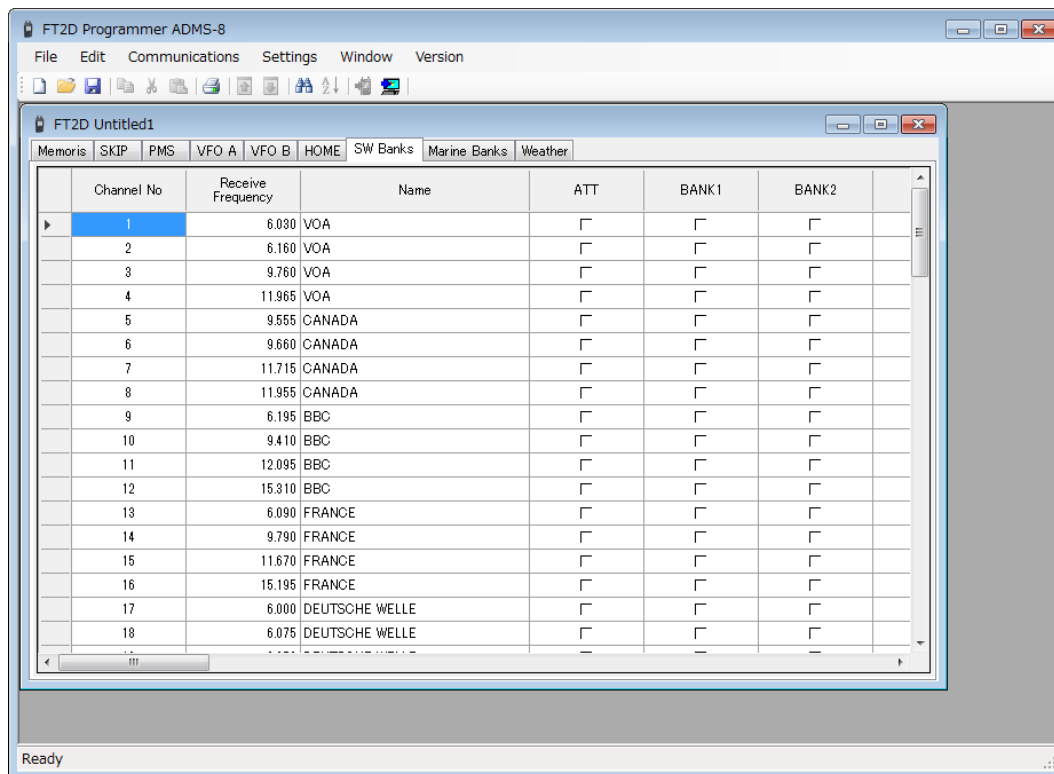 FT2D Programmer ADMS-8
File Edit Communications Settings Window Version
FT2D Untitled1
Memoris SKIP PMS VFO A VFO B HOME SW Banks Marine Banks Weather
Channel No Receive Frequency Name ATT BANK1 BANK2
1 6.030 VOA
2 6.160 VOA
3 9.760 VOA
4 11.965 VOA
5 9.555 CANADA
6 9.660 CANADA
7 11.715 CANADA
8 11.955 CANADA
9 6.195 BBC
10 9.410 BBC
11 12.095 BBC
12 15.310 BBC
13 6.090 FRANCE
14 9.790 FRANCE
15 11.670 FRANCE
16 15.195 FRANCE
17 6.000 DEUTSCHE WELLE
18 6.075 DEUTSCHE WELLE
Ready